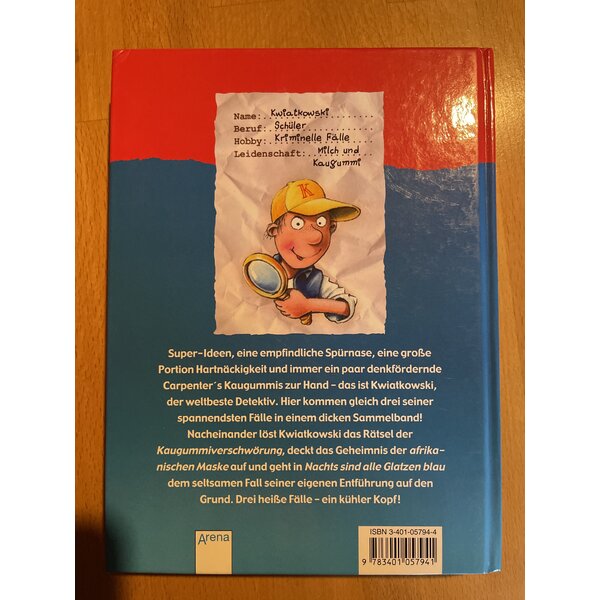 Name:..Kwiatkowski.........
Beruf:..Schüler.............
Hobby:..Kriminelle Fälle....
Leidenschaft:..Milch und...
Kaugummi
K
Super-Ideen, eine empfindliche Spürnase, eine große
Portion Hartnäckigkeit und immer ein paar denkfördernde
Carpenter´s Kaugummis zur Hand – das ist Kwiatkowski,
der weltbeste Detektiv. Hier kommen gleich drei seiner
spannendsten Fälle in einem dicken Sammelband!
Nacheinander löst Kwiatkowski das Rätsel der
Kaugummiverschwörung, deckt das Geheimnis der afrika-
nischen Maske auf und geht in Nachts sind alle Glatzen blau
dem seltsamen Fall seiner eigenen Entführung auf den
Grund. Drei heiße Fälle – ein kühler Kopf!
Arena
ISBN 3-401-05794-4
9 783401 057941